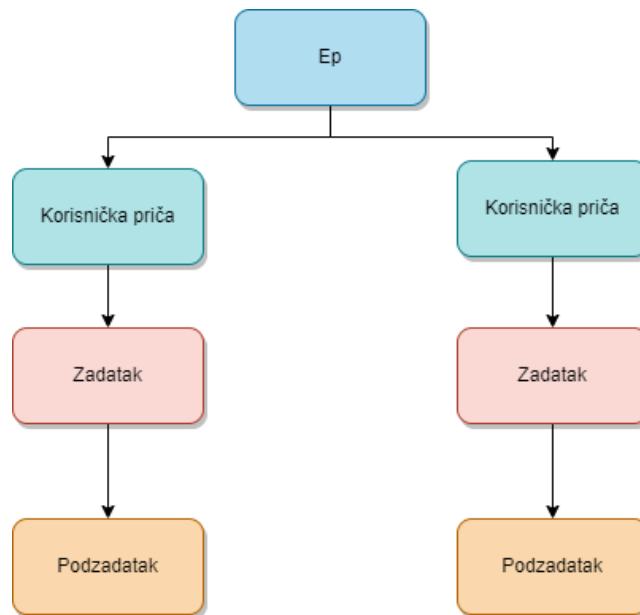 Ep
Korisnička priča
Korisnička priča
Zadatak
Zadatak
Podzadatak
Podzadatak